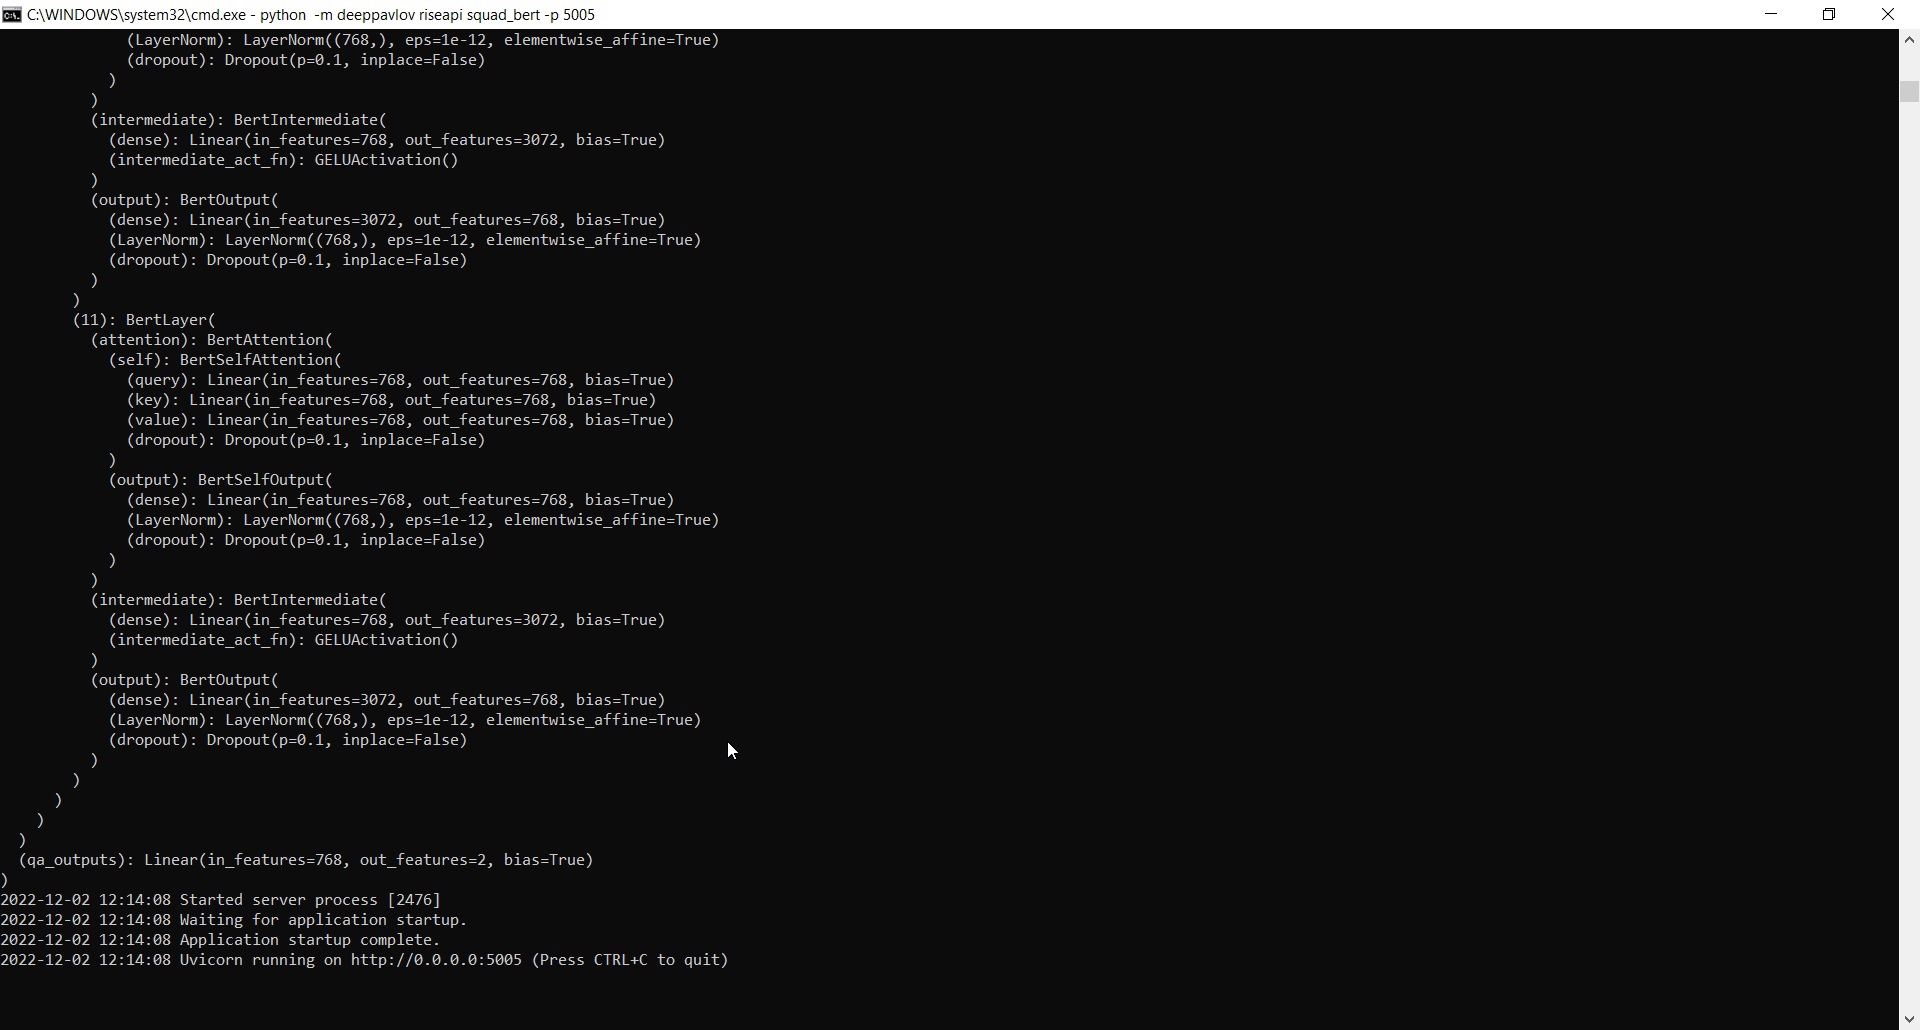 C:\WINDOWS\system32\cmd.exe - python  -m deeppavlov riseapi squad_bert -p 5005
              (LayerNorm): LayerNorm((768,), eps=1e-12, elementwise_affine=True)
              (dropout): Dropout(p=0.1, inplace=False)
            )
          )
          (intermediate): BertIntermediate(
            (dense): Linear(in_features=768, out_features=3072, bias=True)
            (intermediate_act_fn): GELUActivation()
          )
          (output): BertOutput(
            (dense): Linear(in_features=3072, out_features=768, bias=True)
            (LayerNorm): LayerNorm((768,), eps=1e-12, elementwise_affine=True)
            (dropout): Dropout(p=0.1, inplace=False)
          )
        )
        (11): BertLayer(
          (attention): BertAttention(
            (self): BertSelfAttention(
              (query): Linear(in_features=768, out_features=768, bias=True)
              (key): Linear(in_features=768, out_features=768, bias=True)
              (value): Linear(in_features=768, out_features=768, bias=True)
              (dropout): Dropout(p=0.1, inplace=False)
            )
            (output): BertSelfOutput(
              (dense): Linear(in_features=768, out_features=768, bias=True)
              (LayerNorm): LayerNorm((768,), eps=1e-12, elementwise_affine=True)
              (dropout): Dropout(p=0.1, inplace=False)
            )
          )
          (intermediate): BertIntermediate(
            (dense): Linear(in_features=768, out_features=3072, bias=True)
            (intermediate_act_fn): GELUActivation()
          )
          (output): BertOutput(
            (dense): Linear(in_features=3072, out_features=768, bias=True)
            (LayerNorm): LayerNorm((768,), eps=1e-12, elementwise_affine=True)
            (dropout): Dropout(p=0.1, inplace=False)
          )
        )
      )
    )
  )
  (qa_outputs): Linear(in_features=768, out_features=2, bias=True)
)
2022-12-02 12:14:08 Started server process [2476]
2022-12-02 12:14:08 Waiting for application startup.
2022-12-02 12:14:08 Application startup complete.
2022-12-02 12:14:08 Uvicorn running on http://0.0.0.0:5005 (Press CTRL+C to quit)